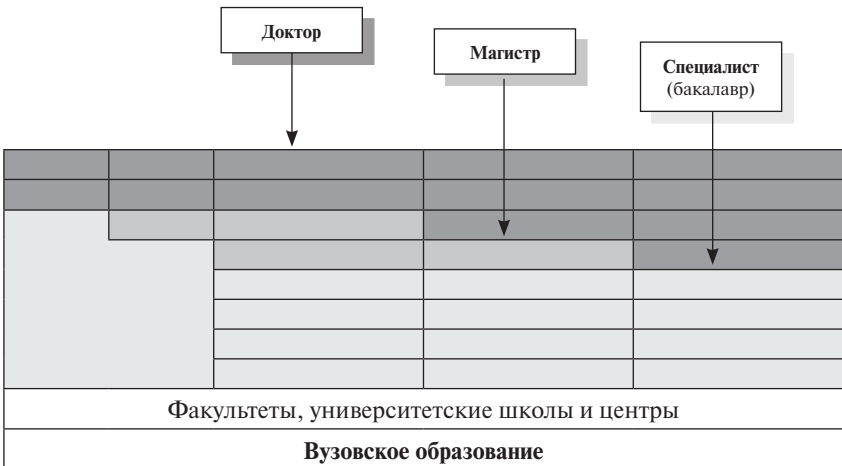 Доктор
Магистр
Специалист
(бакалавр)
Факультеты, университетские школы и центры
Вузовское образование